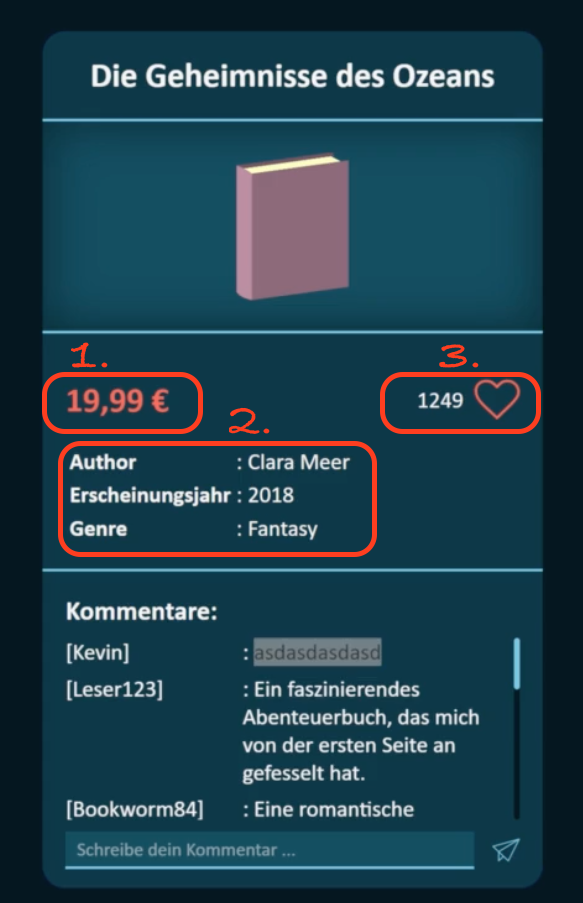 Die Geheimnisse des Ozeans
1.
3.
19,99 €
1249
2.
Author : Clara Meer
Erscheinungsjahr : 2018
Genre : Fantasy
Kommentare:
[Kevin] : asdasdasdasd
[Leser123] : Ein faszinierendes
Abenteuerbuch, das mich
von der ersten Seite an
gefesselt hat.
[Bookworm84] : Eine romantische
Schreibe dein Kommentar ...